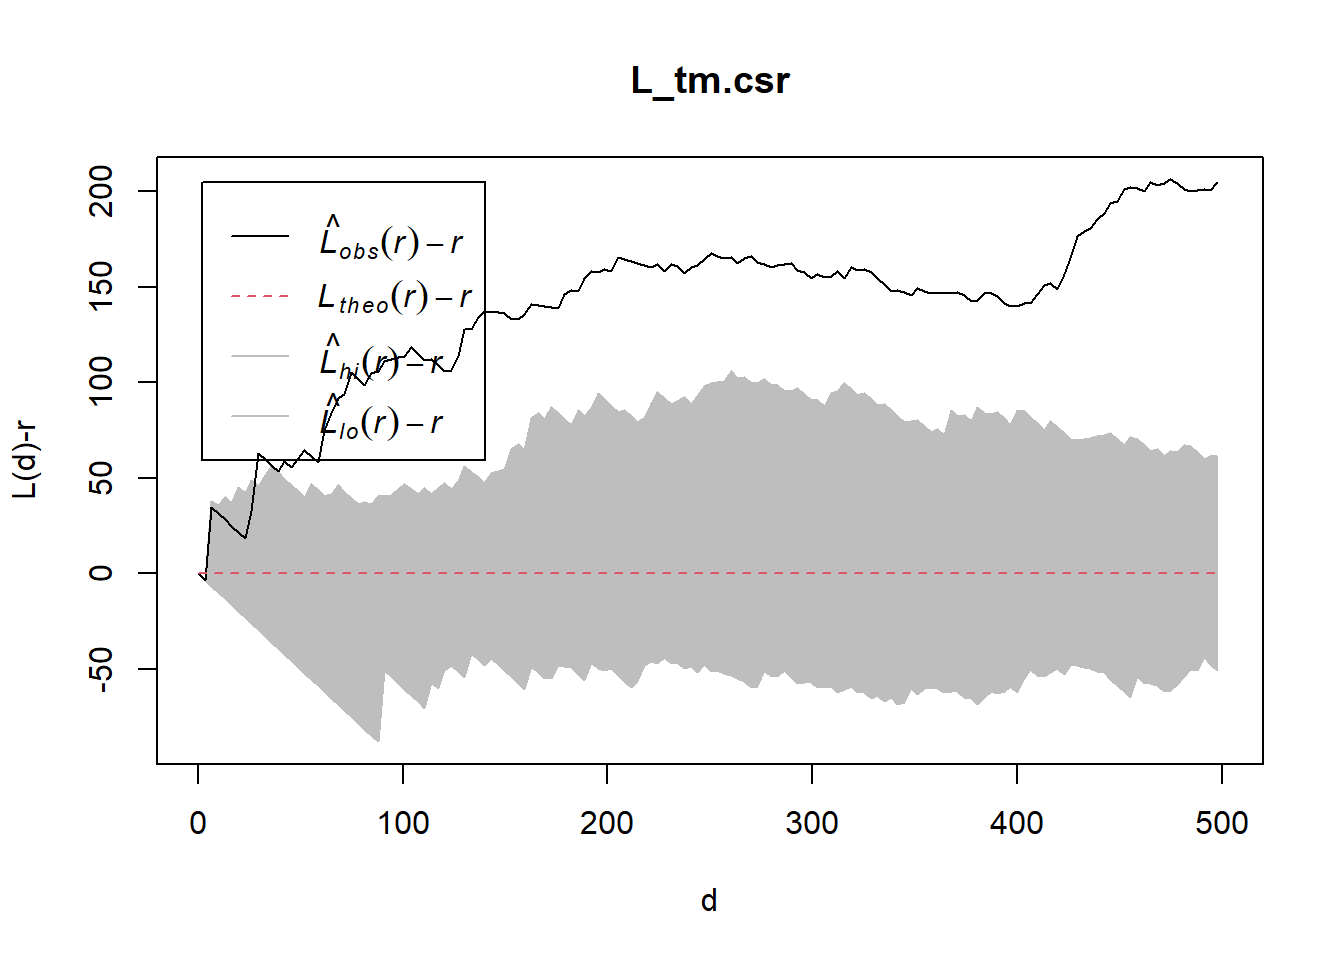 L_tm.csr
L(d)-r
200
150
100
50
0
-50
L̂obs(r) − r
Ltheo(r) − r
L̂hi(r) − r
L̂lo(r) − r
0 100 200 300 400 500
d